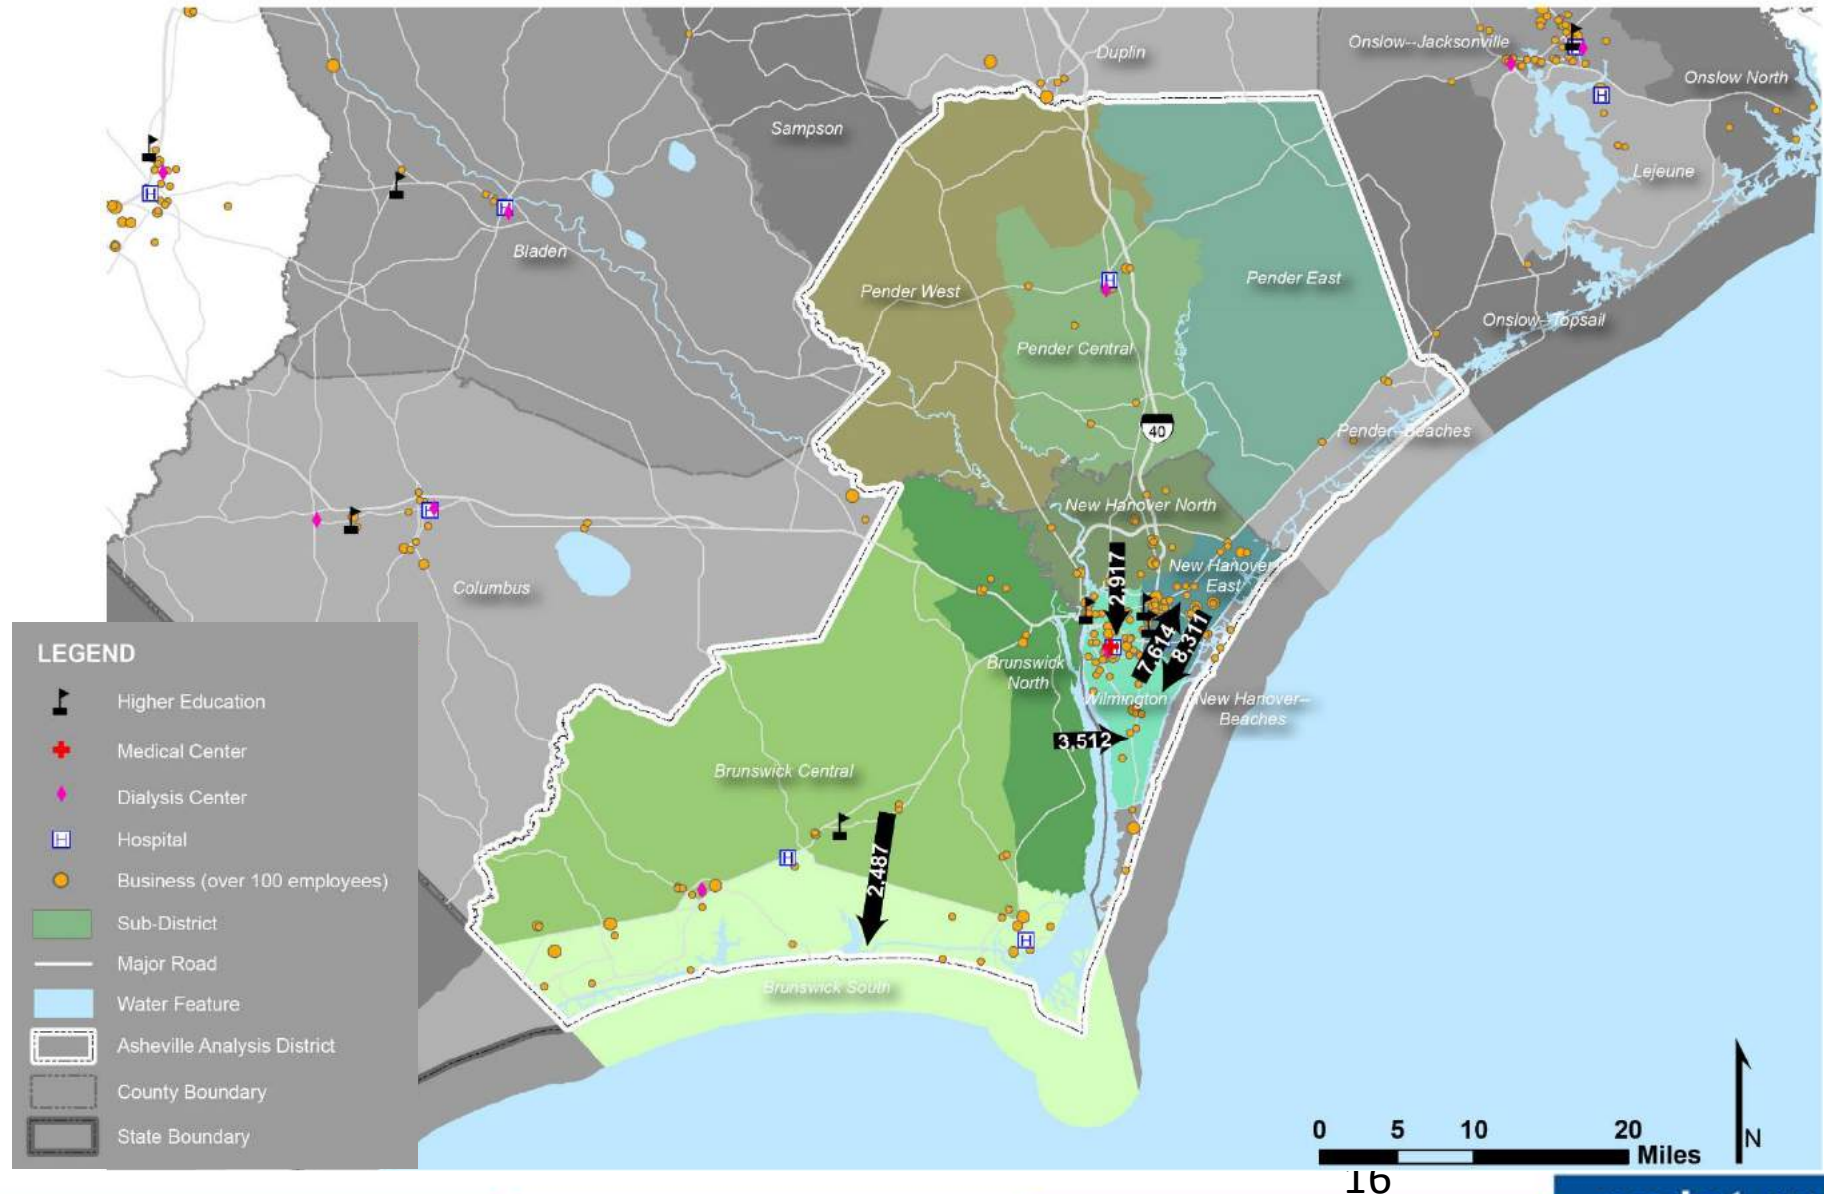 Duplin
Onslow--Jacksonville
Onslow North
Sampson
Lejeune
Bladen
Pender West
Pender East
Onslow--Topsail
Pender Central
40
Pender--Beaches
New Hanover North
Columbus
New Hanover
East
2,917
7,614
8,311
Brunswick
North
Wilmington
New Hanover--
Beaches
3,512
Brunswick Central
2,487
Brunswick South
LEGEND
Higher Education
Medical Center
Dialysis Center
H Hospital
Business (over 100 employees)
Sub-District
Major Road
Water Feature
Asheville Analysis District
County Boundary
State Boundary
0 5 10 20
Miles
N
16